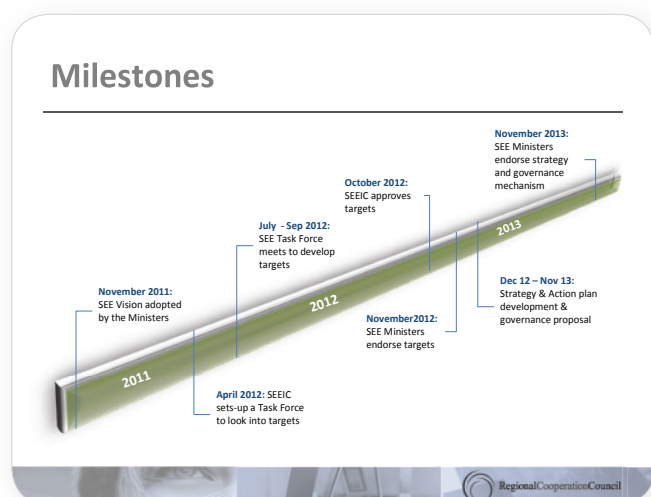 Milestones
November 2013:
SEE Ministers
endorse strategy
and governance
mechanism
October 2012:
SEEIC approves
targets
July - Sep 2012:
SEE Task Force
meets to develop
targets
November 2011:
SEE Vision adopted
by the Ministers
2011
2012
2013
April 2012: SEEIC
sets-up a Task Force
to look into targets
November2012:
SEE Ministers
endorse targets
Dec 12 – Nov 13:
Strategy & Action plan
development &
governance proposal
RegionalCooperationCouncil